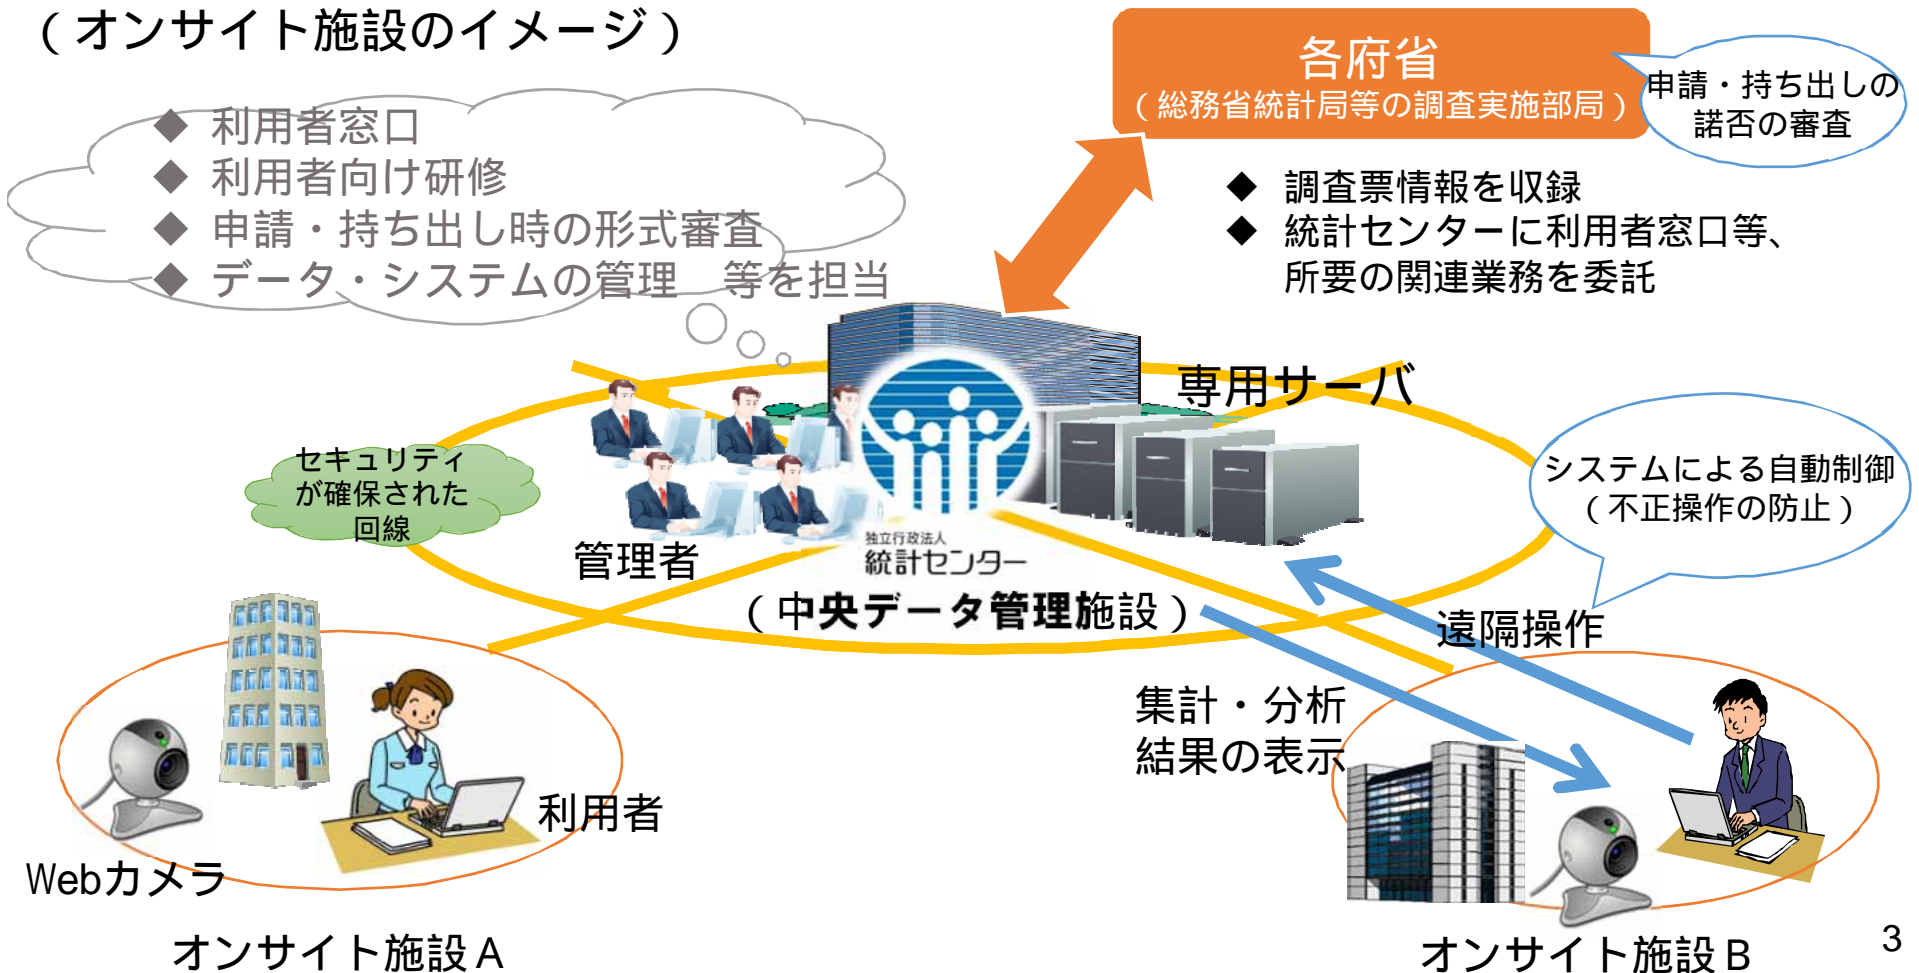 （オンサイト施設のイメージ）
各府省
（総務省統計局等の調査実施部局）
申請・持ち出しの
諾否の審査
◆ 利用者窓口
◆ 利用者向け研修
◆ 申請・持ち出し時の形式審査
◆ データ・システムの管理　等を担当
◆ 調査票情報を収録
◆ 統計センターに利用者窓口等、
所要の関連業務を委託
専用サーバ
セキュリティ
が確保された
回線
システムによる自動制御
（不正操作の防止）
管理者
独立行政法人
統計センター
（中央データ管理施設）
遠隔操作
集計・分析
結果の表示
利用者
Webカメラ
オンサイト施設A
オンサイト施設B
3